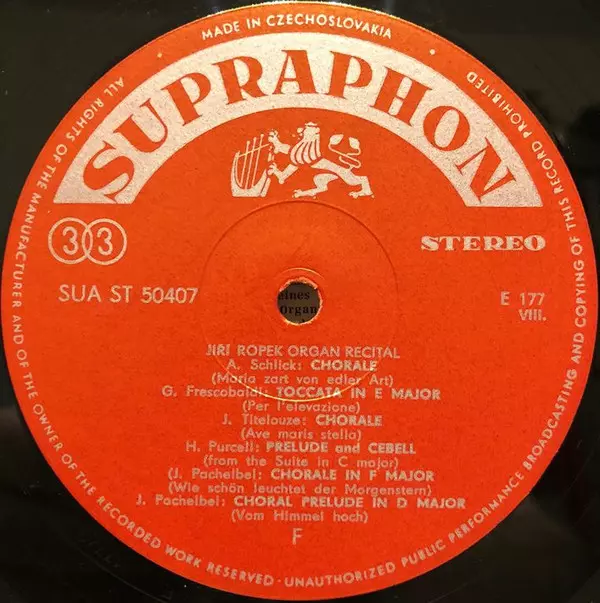 MADE IN CZECHOSLOVAKIA
SUPRAPHON
33
STEREO
SUA ST 50407
E 177
VIII.
eines
Organ
JIŘÍ ROPEK ORGAN RECITAL
A. Schlick: CHORALE
(Maria zart von edler Art)
G. Frescobaldi: TOCCATA IN E MAJOR
(Per l'elevazione)
J. Titelouze: CHORALE
(Ave maris stella)
H. Purcell: PRELUDE and CEBELL
(from the Suite in C major)
(J. Pachelbel: CHORALE IN F MAJOR
(Wie schön leuchtet der Morgenstern)
J. Pachelbel: CHORAL PRELUDE IN D MAJOR
(Vom Himmel hoch)
F
ALL RIGHTS OF THE MANUFACTURER AND OF THE OWNER OF THE RECORDED WORK RESERVED - UNAUTHORIZED PUBLIC PERFORMANCE BROADCASTING AND COPYING OF THIS RECORD PROHIBITED